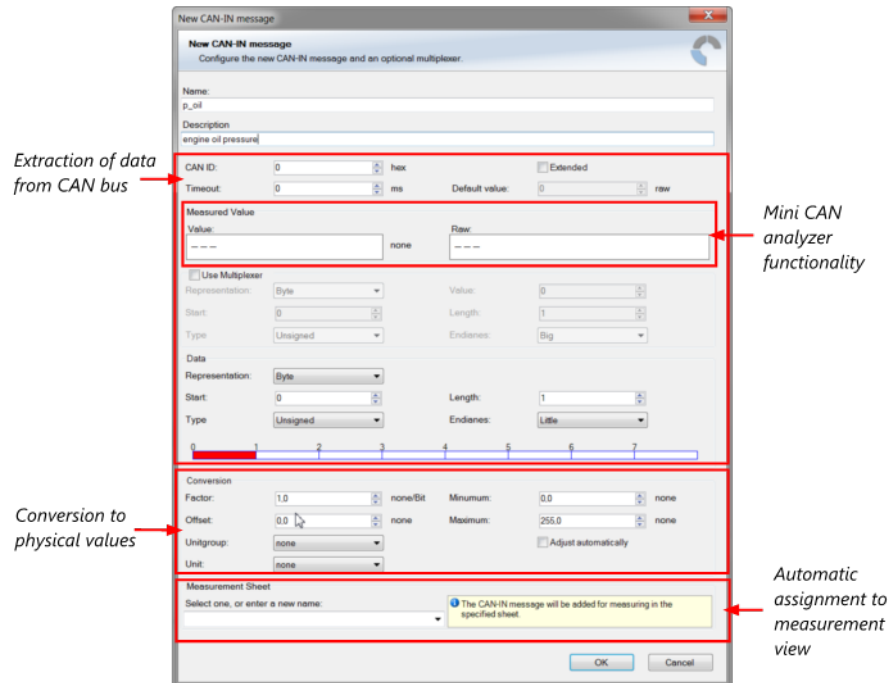 New CAN-IN message
New CAN-IN message
Configure the new CAN-IN message and an optional multiplexer.
Name:
p_oil
Description
engine oil pressure
Extraction of data
from CAN bus
CAN ID: 0 hex Extended
Timeout: 0 ms Default value: 0 raw
Measured Value
Value: Raw:
--- none ---
Mini CAN
analyzer
functionality
Use Multiplexer
Representation: Byte Value: 0
Start: 0 Length: 1
Type Unsigned Endianes: Big
Data
Representation: Byte
Start: 0 Length: 1
Type Unsigned Endianes: Little
0 1 2 3 4 5 6 7
Conversion
Factor: 1,0 none/Bit Minumum: 0,0 none
Offset: 0,0 none Maximum: 255,0 none
Unitgroup: none Adjust automatically
Unit: none
Conversion to
physical values
Measurement Sheet
Select one, or enter a new name:
The CAN-IN message will be added for measuring in the
specified sheet.
Automatic
assignment to
measurement
view
OK Cancel